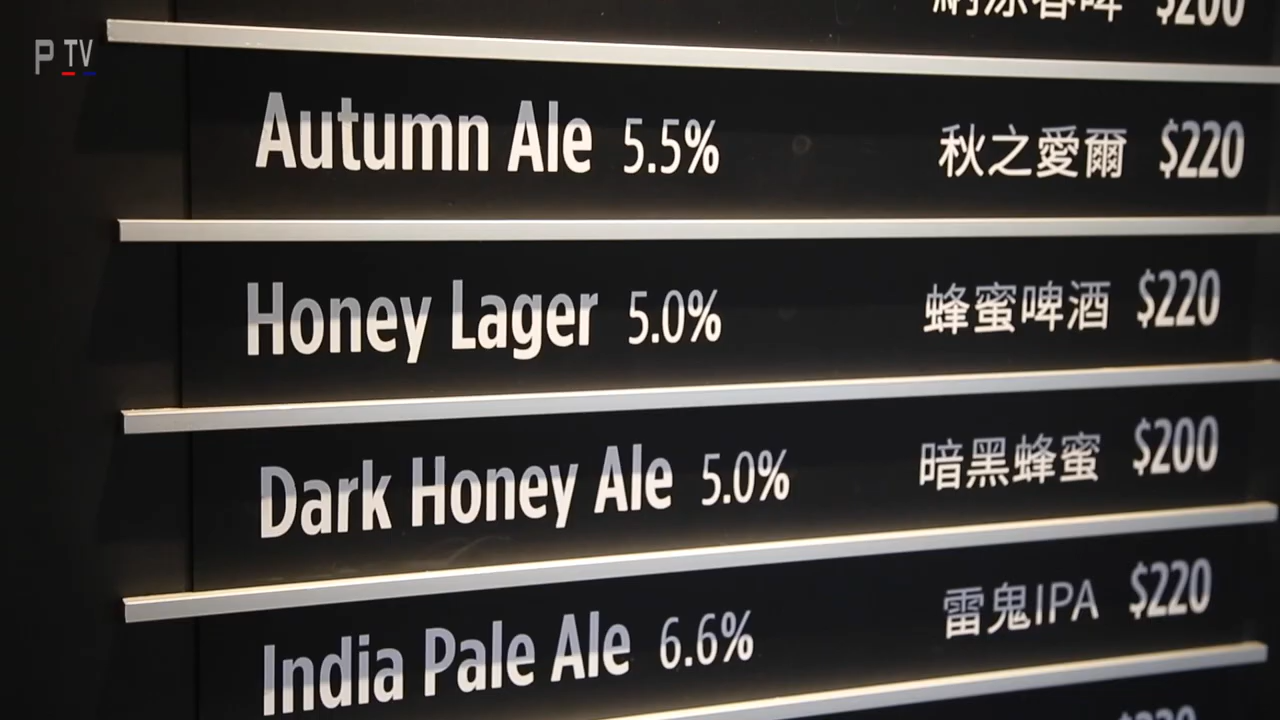 P TV
$200
Autumn Ale 5.5% 秋之愛爾 $220
Honey Lager 5.0% 蜂蜜啤酒 $220
Dark Honey Ale 5.0% 暗黑蜂蜜 $200
India Pale Ale 6.6% 雷鬼IPA $220